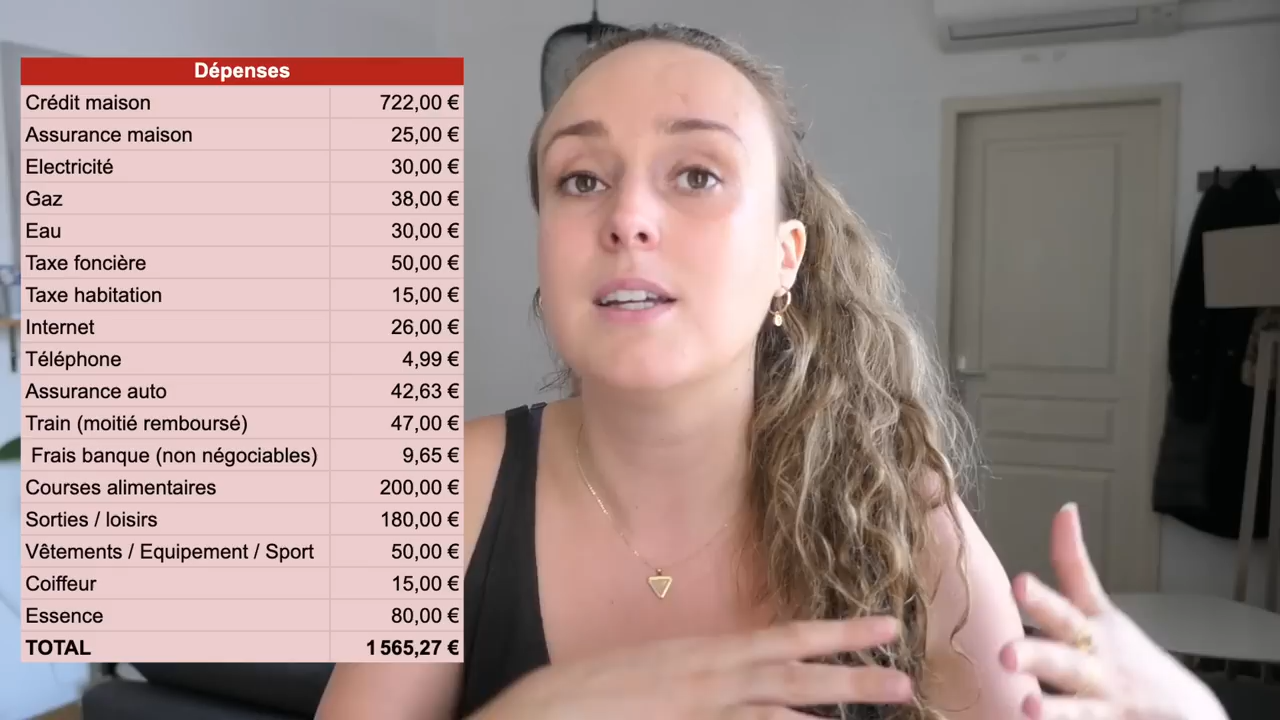 Dépenses
Crédit maison 722,00 €
Assurance maison 25,00 €
Electricité 30,00 €
Gaz 38,00 €
Eau 30,00 €
Taxe foncière 50,00 €
Taxe habitation 15,00 €
Internet 26,00 €
Téléphone 4,99 €
Assurance auto 42,63 €
Train (moitié remboursé) 47,00 €
Frais banque (non négociables) 9,65 €
Courses alimentaires 200,00 €
Sorties / loisirs 180,00 €
Vêtements / Equipement / Sport 50,00 €
Coiffeur 15,00 €
Essence 80,00 €
TOTAL 1 565,27 €